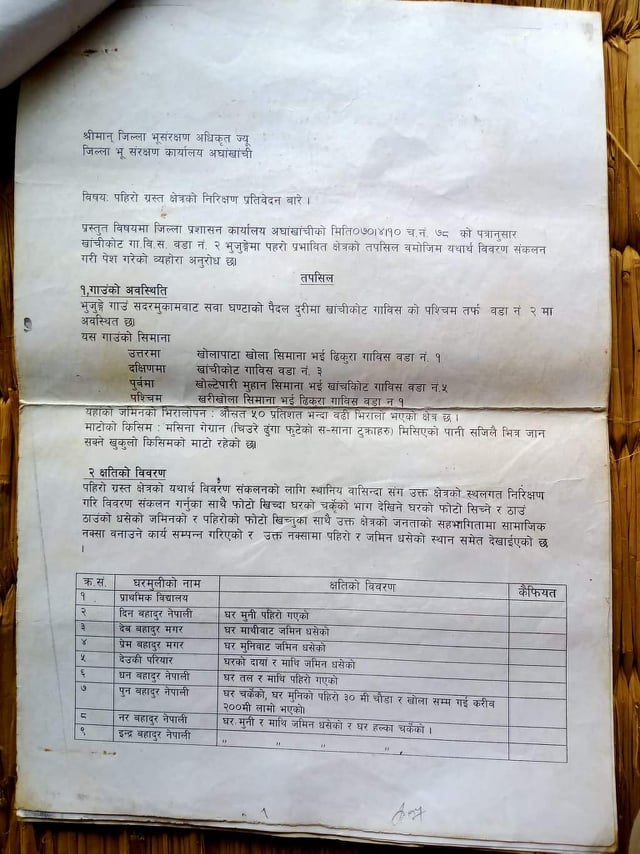 श्रीमान् जिल्ला भूसंरक्षण अधिकृत ज्यू
जिल्ला भू संरक्षण कार्यालय अर्घाखांची
विषय: पहिरो ग्रस्त क्षेत्रको निरिक्षण प्रतिवेदन बारे ।
प्रस्तुत विषयमा जिल्ला प्रशासन कार्यालय अर्घाखांचीको मिति०७०।४।१० च.नं. ७८ को पत्रानुसार
खांचीकोट गा.वि.स. वडा नं. २ भुजुङ्गेमा पहरो प्रभावित क्षेत्रको तपसिल वमोजिम यथार्थ विवरण संकलन
गरी पेश गरेको व्यहोरा अनुरोध छ।
तपसिल
१.गाउंको अवस्थिति
भुजुङ्गे गाउं सदरमुकामवाट सवा घण्टाको पैदल दुरीमा खांचीकोट गाविस को पश्चिम तर्फ वडा नं २ मा
अवस्थित छ।
यस गाउंको सिमाना
उत्तरमा खोलापाटा खोला सिमाना भई ढिकुरा गाविस वडा नं. १
दक्षिणमा खांचीकोट गाविस वडा नं. ३
पुर्वमा खोल्टेपारी मुहान सिमाना भई खांचकिोट गाविस वडा नं.५
पश्चिम खरीखोला सिमाना भई ढिकुरा गाविस वडा नं १
यहांको जमिनको भिरालोपन : औसत ५० प्रतिशत भन्दा वढी भिरालो भएको क्षेत्र छ ।
माटोको किसिम : मसिना गेग्रान (चिउरे ढुंगा फुटेको स-साना टुक्राहरु) मिसिएको पानी सजिलै भित्र जान
सक्ने खुकुलो किसिमको माटो रहेको छ।
२ क्षतिको विवरण
पहिरो ग्रस्त क्षेत्रको यथार्थ विवरण संकलनको लागि स्थानिय वासिन्दा संग उक्त क्षेत्रको स्थलगत निरिक्षण
गरि विवरण संकलन गर्नुका साथै फोटो खिच्दा घरको चर्केको भाग देखिने घरको फोटो सिच्ने र ठाउं
ठाउंको धसेको जमिनको र पहिरोको फोटो खिच्नुका साथै उक्त क्षेत्रको जनताको सहभागितामा सामाजिक
नक्सा वनाउने कार्य सम्पन्न गरिएको र उक्त नक्सामा पहिरो र जमिन धसेको स्थान समेत देखाईएको छ
।
क्र.सं. घरमुलीको नाम क्षतिको विवरण कैफियत
१ प्राथमिक विद्यालय
२ दिन बहादुर नेपाली घर मुनी पहिरो गएको
३ देब बहादुर मगर घर माथीवाट जमिन धसेको
४ प्रेम बहादुर मगर घर मुनिवाट जमिन धसेको
५ देउकी परियार घरको दायां र माथि जमिन धसेको
६ धन बहादुर नेपाली घर तल र माथि पहिरो गएको
७ पुन बहादुर नेपाली घर चर्केको, घर मुनिको पहिरो ३० मी चौडा र खोला सम्म गई करीव
२००मी लामो भएको।
८ नर बहादुर नेपाली घर मुनी र माथि जमिन धसेको र घर हल्का चर्केको ।
९ इन्द्र बहादुर नेपाली ,, ,, ,, ,, ,
१